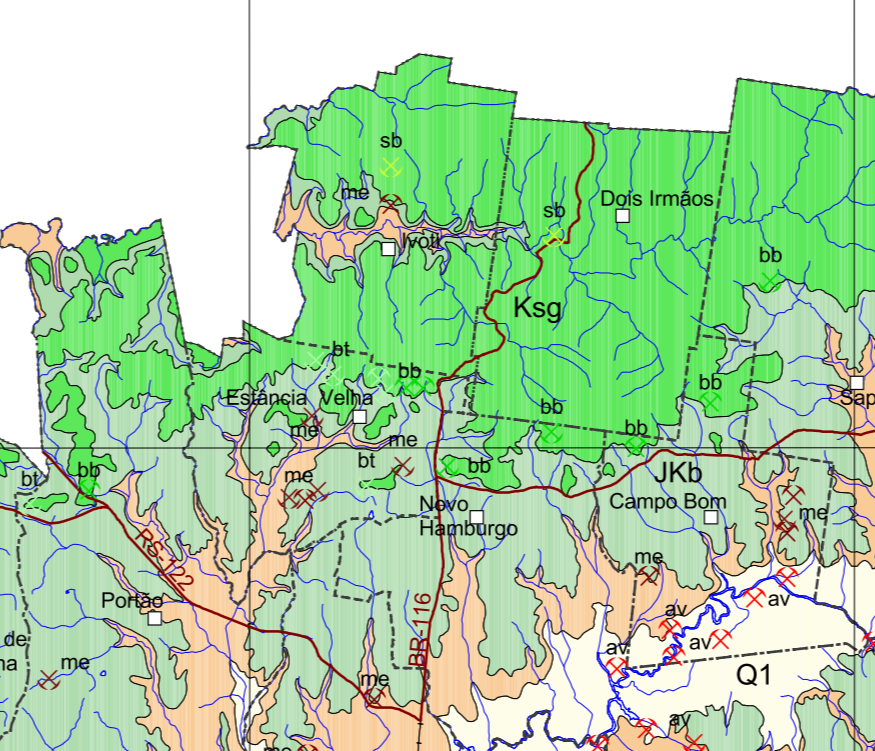 sb
me
Ivoti
sb
Dois Irmãos
bb
Ksg
bt
bb
Estância Velha
me
bb
bb
bb
Sap
me
bt
bb
bt
bb
me
JKb
Novo
Hamburgo
Campo Bom
me
RS-122
me
Portão
BR-116
av
av
av
av
de
na
me
me
Q1
av
me